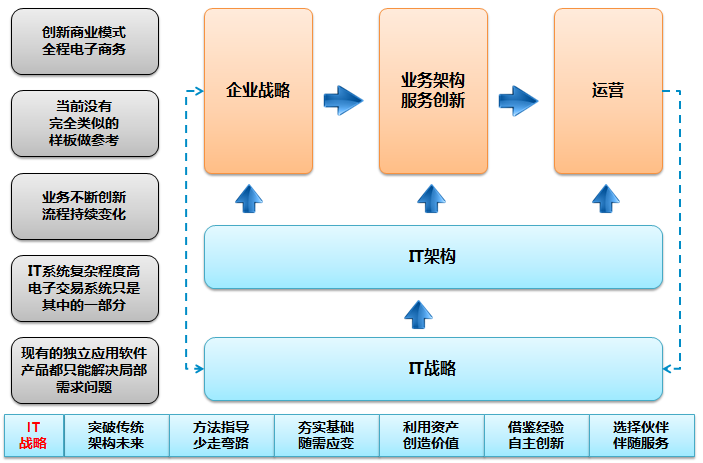 创新商业模式
全程电子商务
当前没有
完全类似的
样板做参考
业务不断创新
流程持续变化
IT系统复杂程度高
电子交易系统只是
其中的一部分
现有的独立应用软件
产品都只能解决局部
需求问题
企业战略
业务架构
服务创新
运营
IT架构
IT战略
IT
战略
突破传统
架构未来
方法指导
少走弯路
夯实基础
随需应变
利用资产
创造价值
借鉴经验
自主创新
选择伙伴
伴随服务